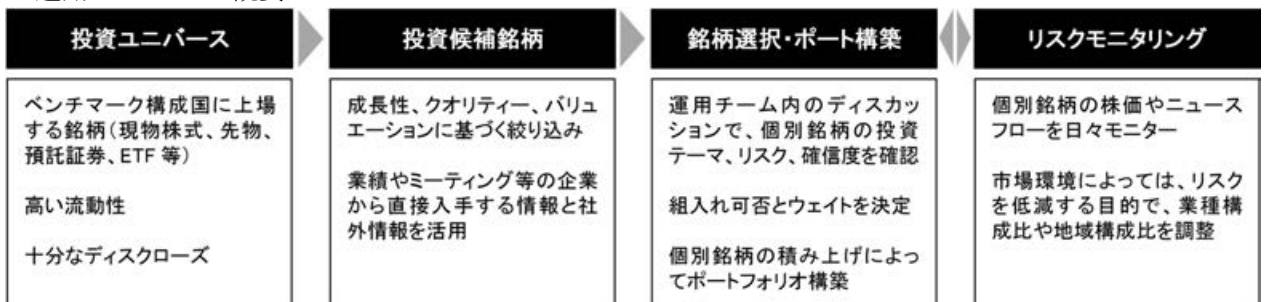 投資ユニバース
ベンチマーク構成国に上場
する銘柄(現物株式、先物、
預託証券、ETF 等)
高い流動性
十分なディスクローズ
投資候補銘柄
成長性、クオリティー、バリュ
エーションに基づく絞り込み
業績やミーティング等の企業
から直接入手する情報と社
外情報を活用
銘柄選択・ポート構築
運用チーム内のディスカッ
ションで、個別銘柄の投資
テーマ、リスク、確信度を確認
組入れ可否とウェイトを決定
個別銘柄の積み上げによっ
てポートフォリオ構築
リスクモニタリング
個別銘柄の株価やニュース
フローを日々モニター
市場環境によっては、リスク
を低減する目的で、業種構
成比や地域構成比を調整